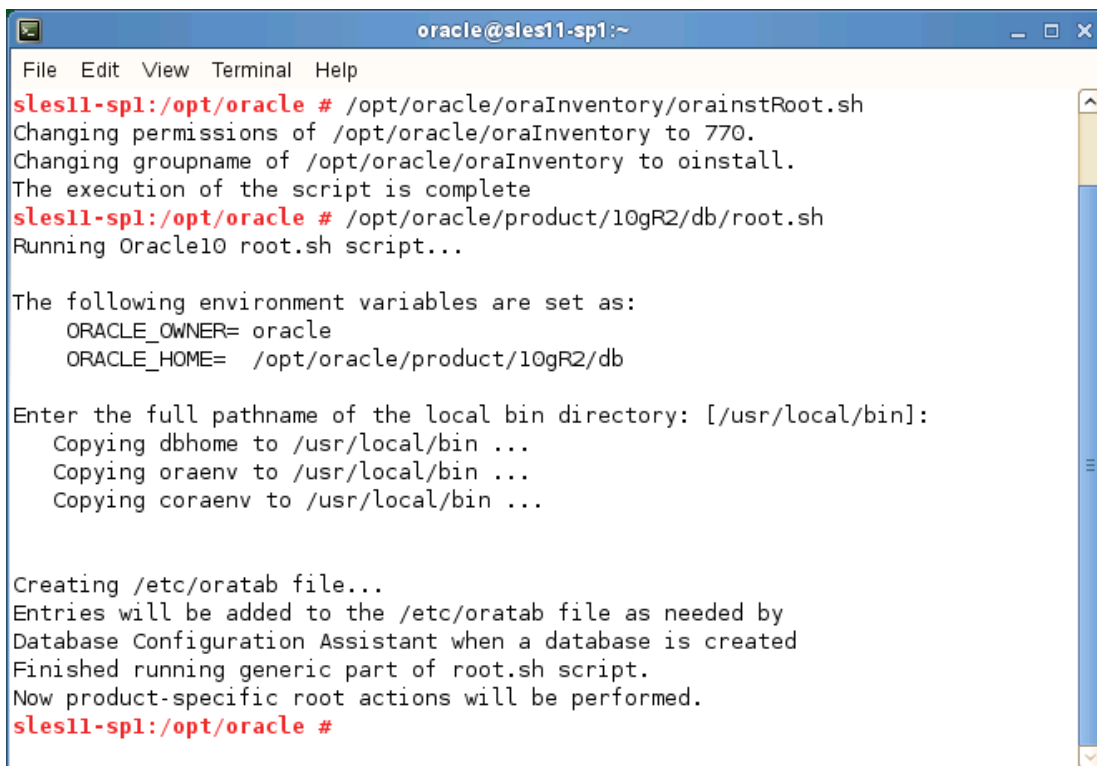 oracle@sles11-sp1:~
File Edit View Terminal Help
sles11-sp1:/opt/oracle # /opt/oracle/oraInventory/orainstRoot.sh
Changing permissions of /opt/oracle/oraInventory to 770.
Changing groupname of /opt/oracle/oraInventory to oinstall.
The execution of the script is complete
sles11-sp1:/opt/oracle # /opt/oracle/product/10gR2/db/root.sh
Running Oracle10 root.sh script...
The following environment variables are set as:
ORACLE_OWNER= oracle
ORACLE_HOME=  /opt/oracle/product/10gR2/db
Enter the full pathname of the local bin directory: [/usr/local/bin]:
Copying dbhome to /usr/local/bin ...
Copying oraenv to /usr/local/bin ...
Copying coraenv to /usr/local/bin ...
Creating /etc/oratab file...
Entries will be added to the /etc/oratab file as needed by
Database Configuration Assistant when a database is created
Finished running generic part of root.sh script.
Now product-specific root actions will be performed.
sles11-sp1:/opt/oracle #